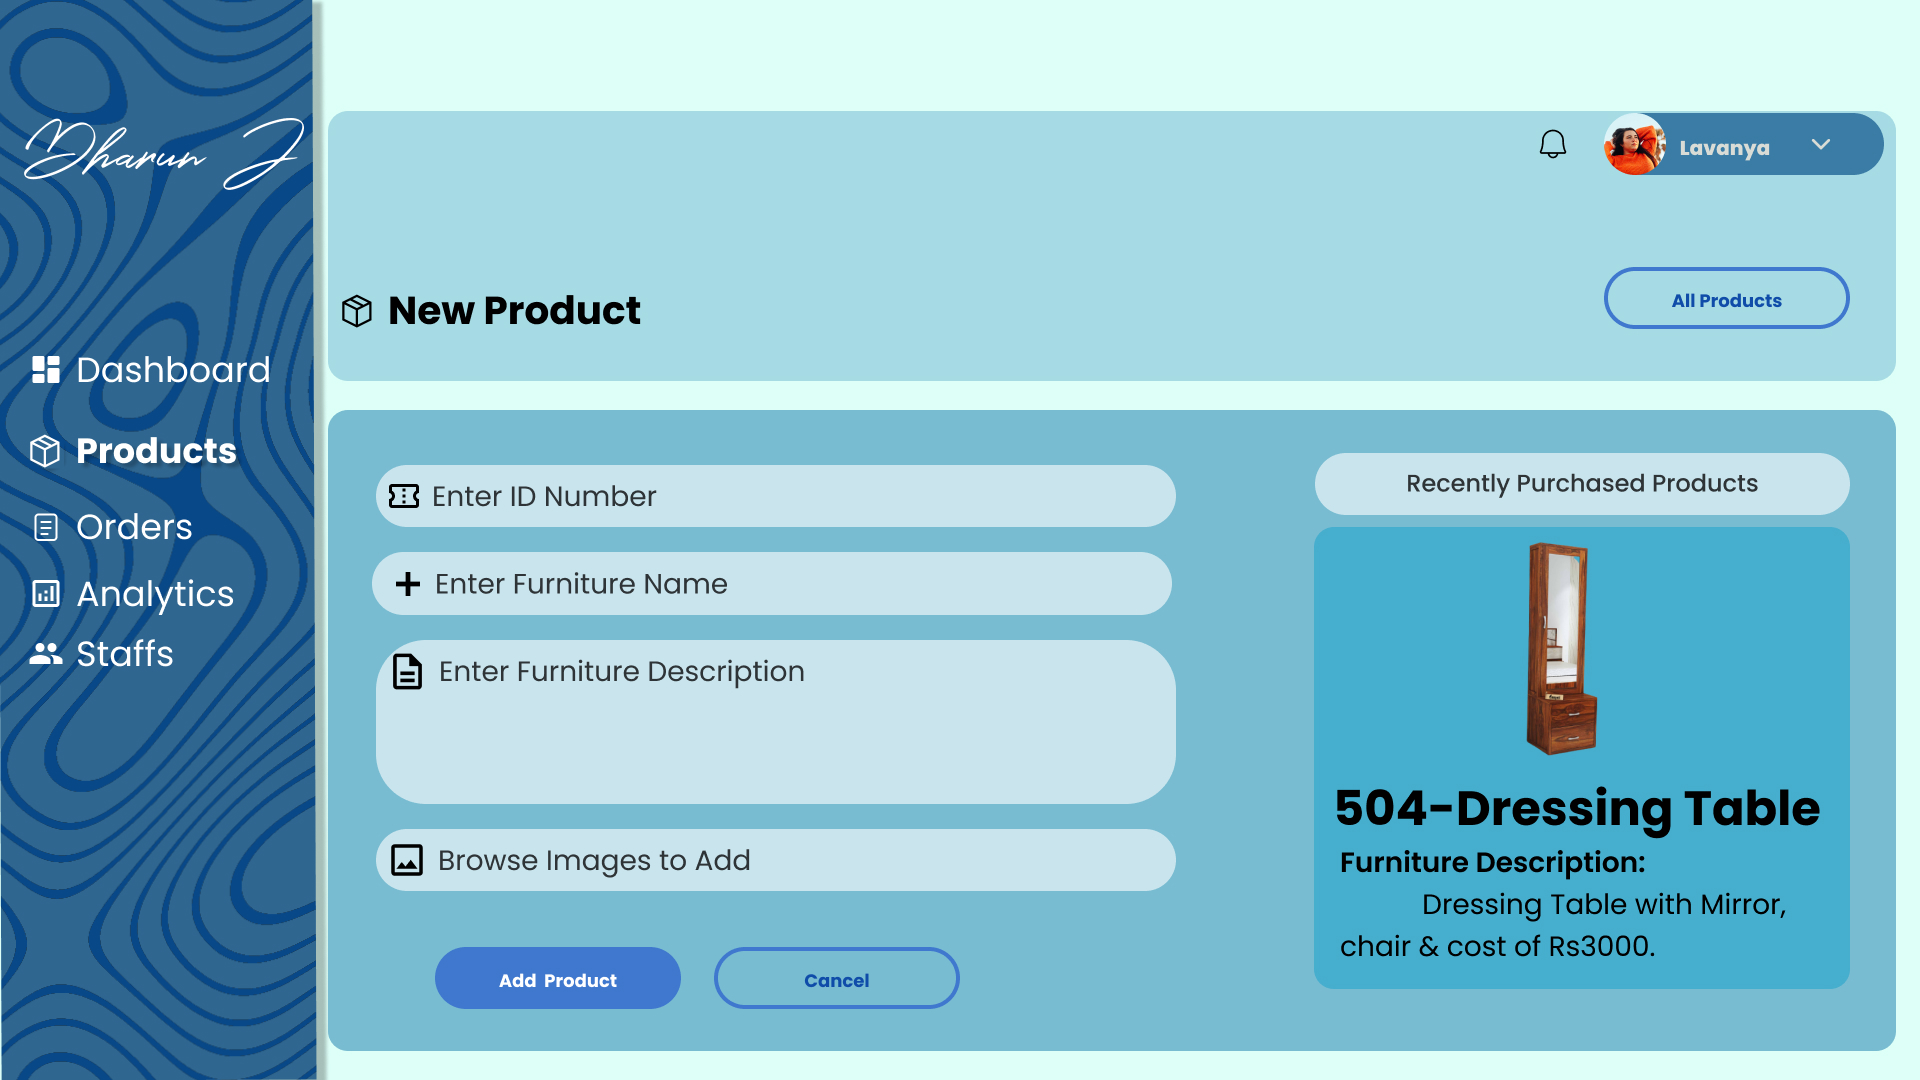 Dharun J
Dashboard
Products
Orders
Analytics
Staffs
Lavanya
New Product
All Products
Enter ID Number
Enter Furniture Name
Enter Furniture Description
Browse Images to Add
Add Product
Cancel
Recently Purchased Products
504-Dressing Table
Furniture Description:
Dressing Table with Mirror,
chair & cost of Rs3000.